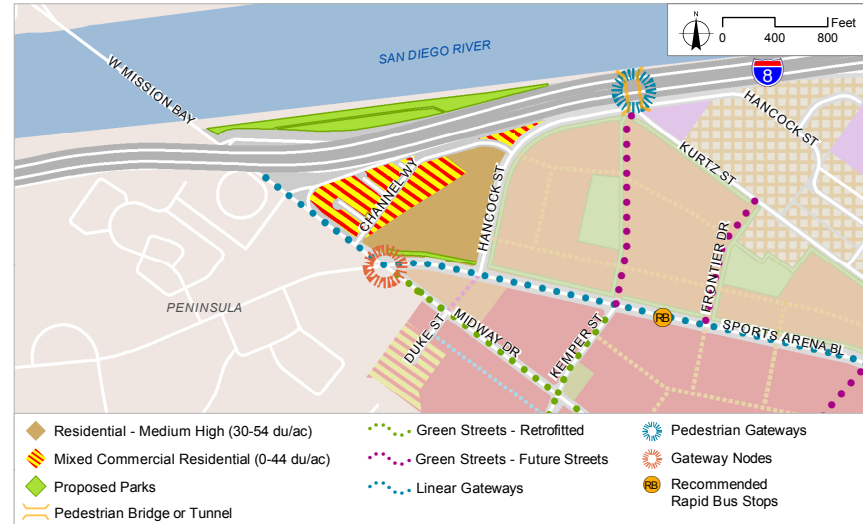 N
Feet
0 400 800
SAN DIEGO RIVER
W MISSION BAY
8
HANCOCK ST
KURTZ ST
CHANNEL WY
HANCOCK ST
FRONTIER DR
PENINSULA
DUKE ST
MIDWAY DR
KEMPER ST
RB
SPORTS ARENA BL
Residential - Medium High (30-54 du/ac)
Mixed Commercial Residential (0-44 du/ac)
Proposed Parks
Pedestrian Bridge or Tunnel
Green Streets - Retrofitted
Green Streets - Future Streets
Linear Gateways
Pedestrian Gateways
Gateway Nodes
RB
Recommended
Rapid Bus Stops